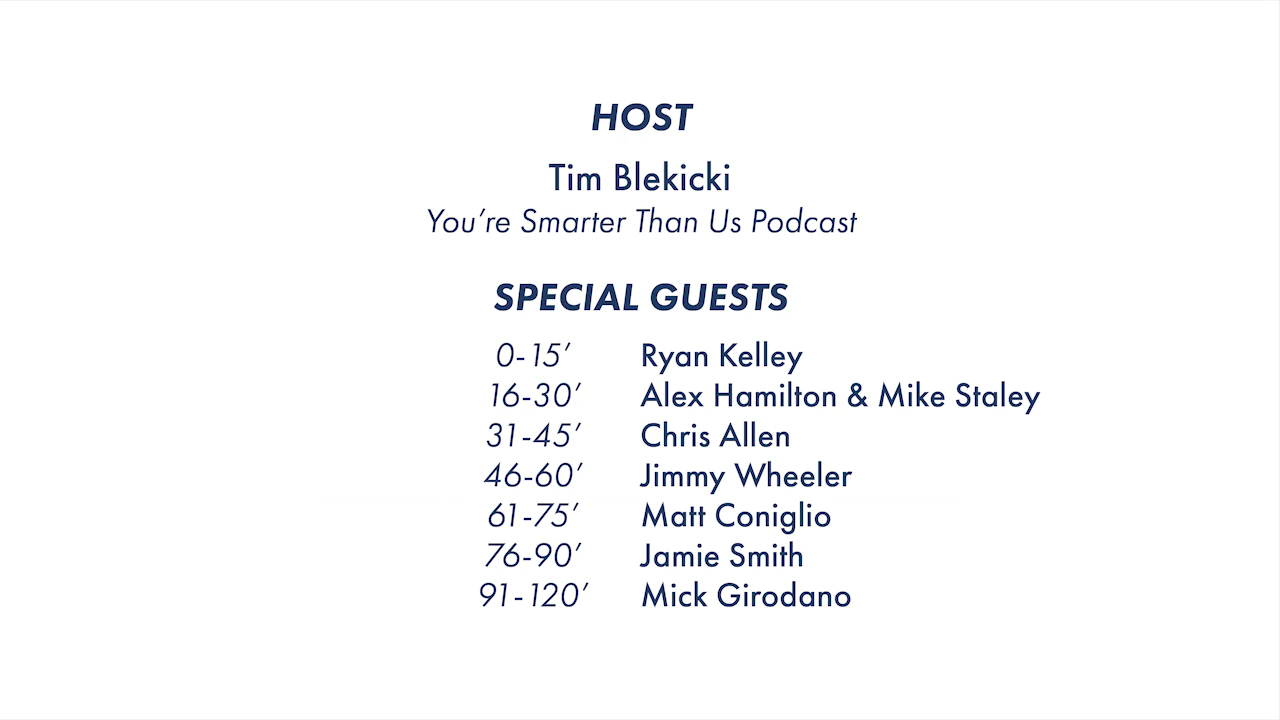 HOST
Tim Blekicki
You’re Smarter Than Us Podcast
SPECIAL GUESTS
0-15’ Ryan Kelley
16-30’ Alex Hamilton & Mike Staley
31-45’ Chris Allen
46-60’ Jimmy Wheeler
61-75’ Matt Coniglio
76-90’ Jamie Smith
91-120’ Mick Girodano